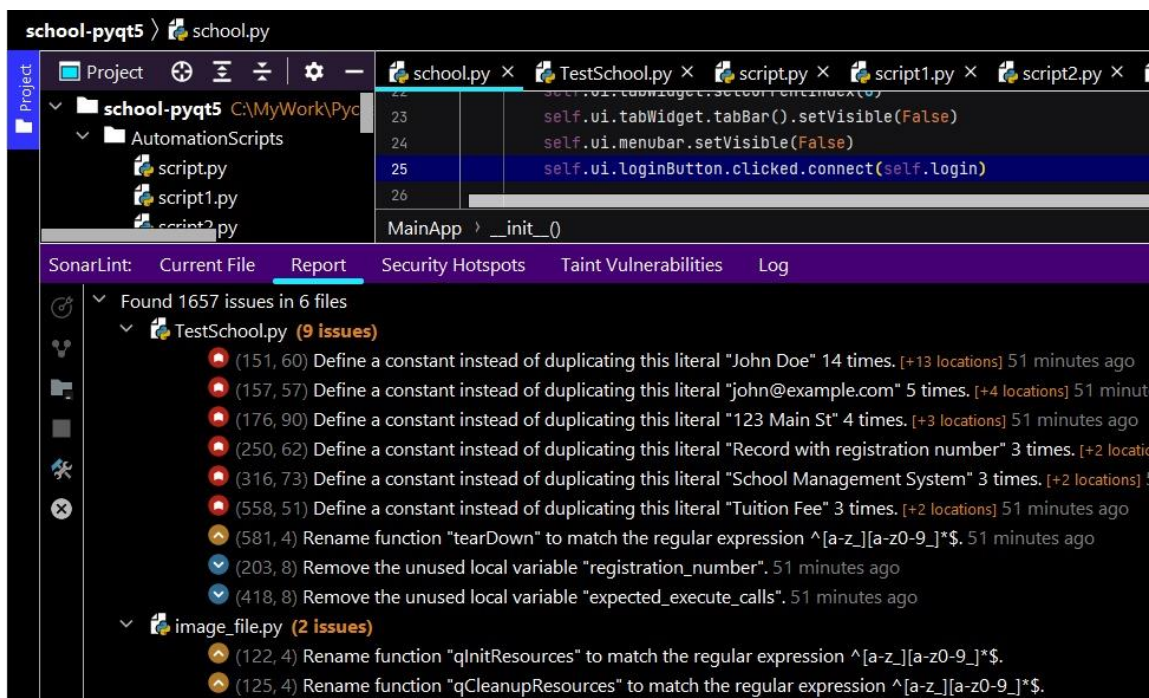 school-pyqt5 〉 school.py
Project
Project
school.py × TestSchool.py × script.py × script1.py × script2.py ×
school-pyqt5 C:\MyWork\Pyc
AutomationScripts
script.py
script1.py
script2.py
22 self.ui.tabWidget.setCurrentIndex(0)
23 self.ui.tabWidget.tabBar().setVisible(False)
24 self.ui.menubar.setVisible(False)
25 self.ui.loginButton.clicked.connect(self.login)
26
MainApp › __init__()
SonarLint: Current File Report Security Hotspots Taint Vulnerabilities Log
Found 1657 issues in 6 files
TestSchool.py (9 issues)
(151, 60) Define a constant instead of duplicating this literal "John Doe" 14 times. [+13 locations] 51 minutes ago
(157, 57) Define a constant instead of duplicating this literal "john@example.com" 5 times. [+4 locations] 51 minut
(176, 90) Define a constant instead of duplicating this literal "123 Main St" 4 times. [+3 locations] 51 minutes ago
(250, 62) Define a constant instead of duplicating this literal "Record with registration number" 3 times. [+2 locatio
(316, 73) Define a constant instead of duplicating this literal "School Management System" 3 times. [+2 locations]
(558, 51) Define a constant instead of duplicating this literal "Tuition Fee" 3 times. [+2 locations] 51 minutes ago
(581, 4) Rename function "tearDown" to match the regular expression ^[a-z_][a-z0-9_]*$. 51 minutes ago
(203, 8) Remove the unused local variable "registration_number". 51 minutes ago
(418, 8) Remove the unused local variable "expected_execute_calls". 51 minutes ago
image_file.py (2 issues)
(122, 4) Rename function "qInitResources" to match the regular expression ^[a-z_][a-z0-9_]*$.
(125, 4) Rename function "qCleanupResources" to match the regular expression ^[a-z_][a-z0-9_]*$.